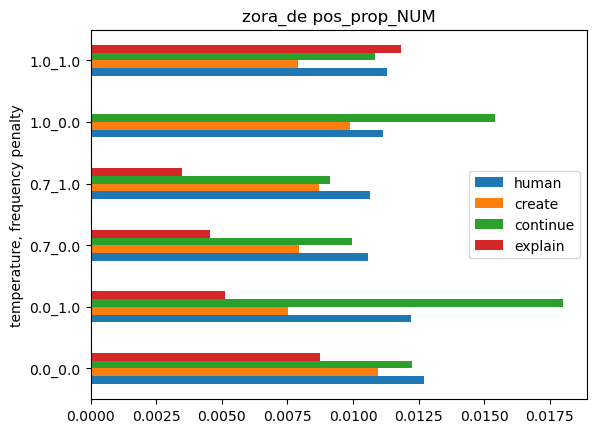 zora_de pos_prop_NUM
temperature, frequency penalty
1.0_1.0
1.0_0.0
0.7_1.0
0.7_0.0
0.0_1.0
0.0_0.0
human
create
continue
explain
0.0000 0.0025 0.0050 0.0075 0.0100 0.0125 0.0150 0.0175